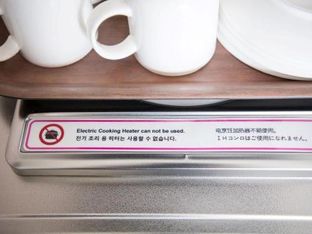 Electric Cooking Heater can not be used.
전기 조리 용 히터는 사용할 수 없습니다.
电烹饪加热器不能使用。
ＩＨコンロはご使用になれません。